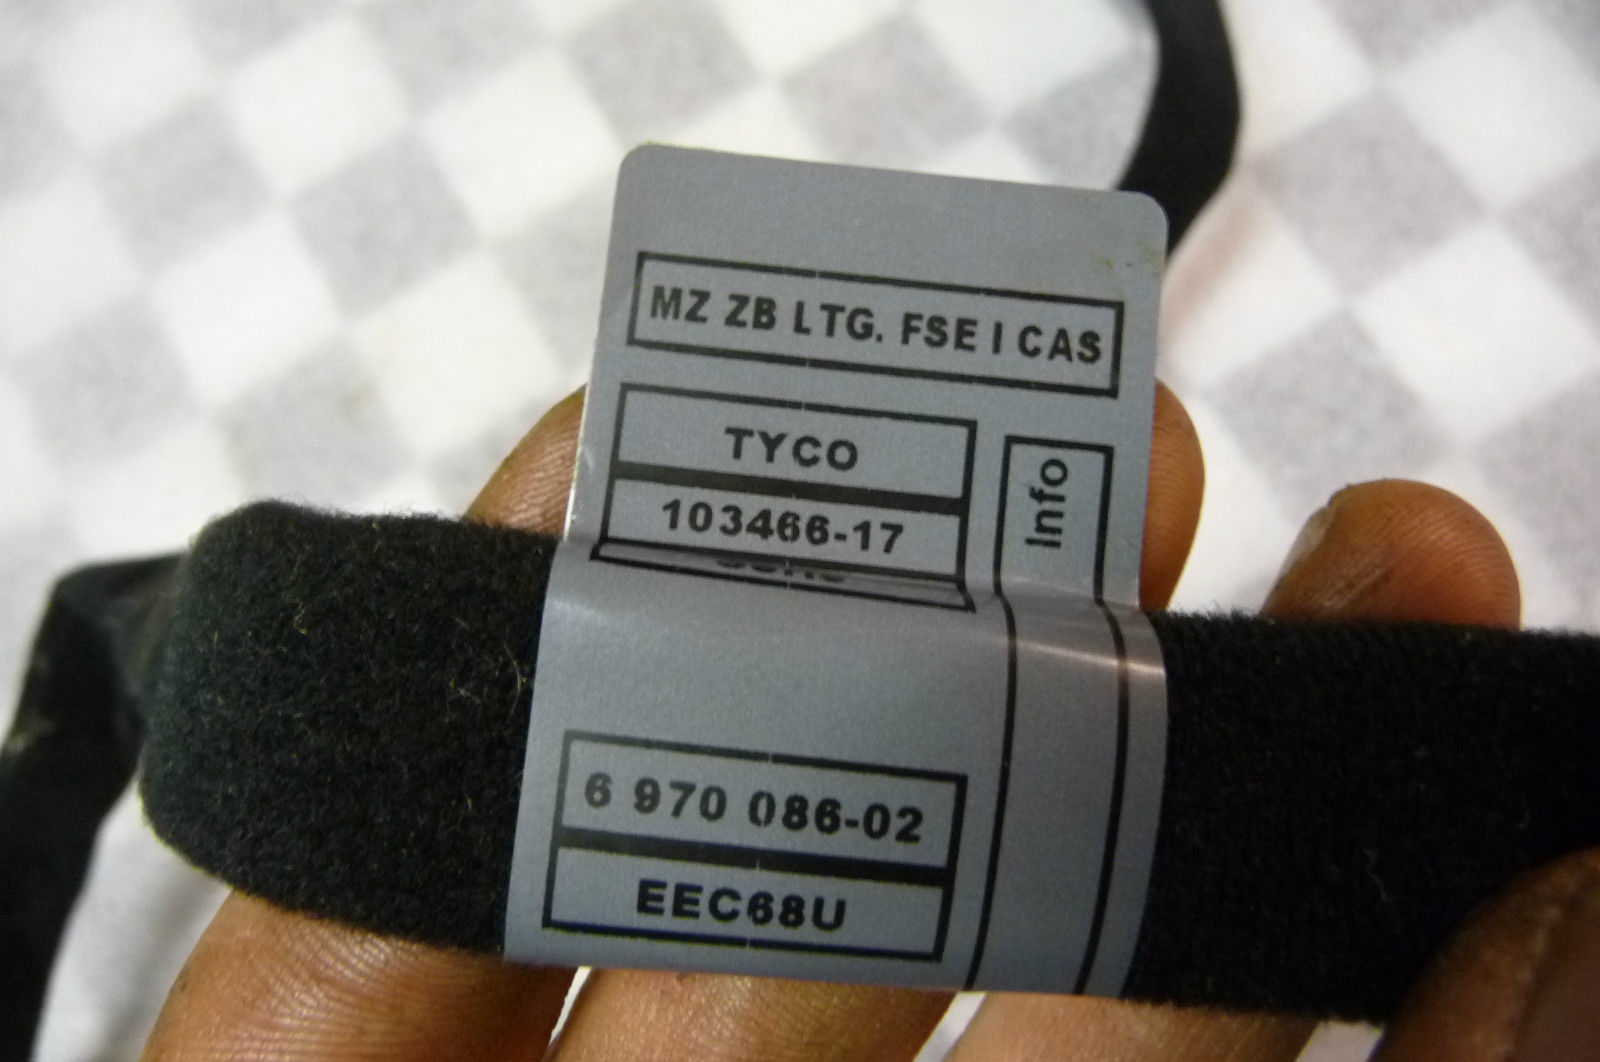 MZ ZB LTG. FSE I CAS
TYCO
103466-17
Info
6 970 086-02
EEC68U